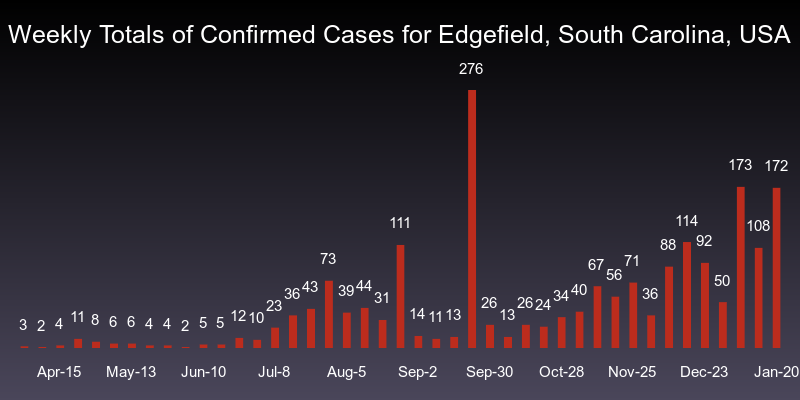 Weekly Totals of Confirmed Cases for Edgefield, South Carolina, USA
3 2 4 11 8 6 6 4 4 2 5 5 12 10 23 36 43 73 39 44 31 111 14 11 13 276 26 13 26 24 34 40 67 56 71 36 88 114 92 50 173 108 172
Apr-15 May-13 Jun-10 Jul-8 Aug-5 Sep-2 Sep-30 Oct-28 Nov-25 Dec-23 Jan-20